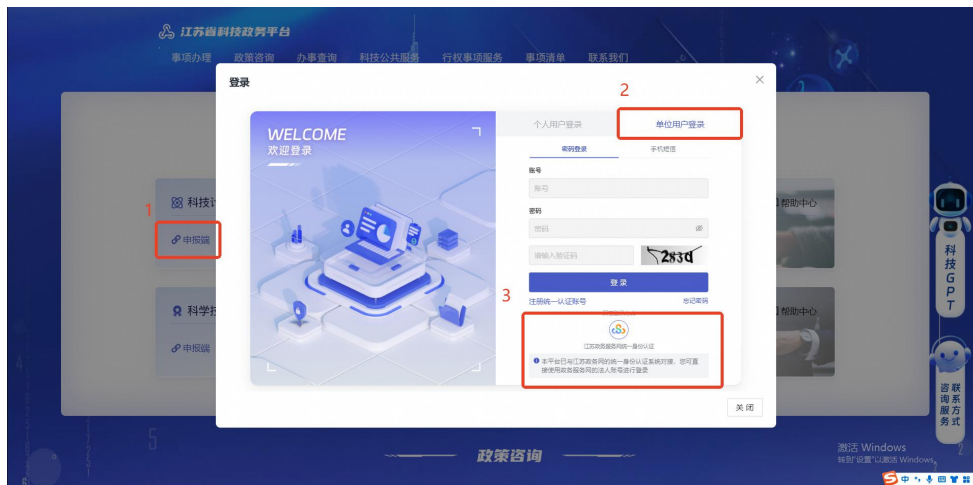 江苏省科技政务平台
事项办理 政策咨询 办事查询 科技公共服务 行权事项服务 事项清单 联系我们
登录
2
WELCOME
欢迎登录
个人用户登录 单位用户登录
密码登录 手机短信
账号
账号
密码
密码
请输入验证码
283d
登 录
注册统一认证账号 忘记密码
3
江苏政务服务网统一身份认证
本平台已与江苏政务网的统一身份认证系统对接，您可直
接使用政务服务网的法人账号进行登录
关 闭
1
科技计
申报端
帮助中心
科学技
申报端
帮助中心
科技GPT
联系方式
咨询服务
5
政策咨询
激活 Windows
转到"设置"以激活 Windows。
中